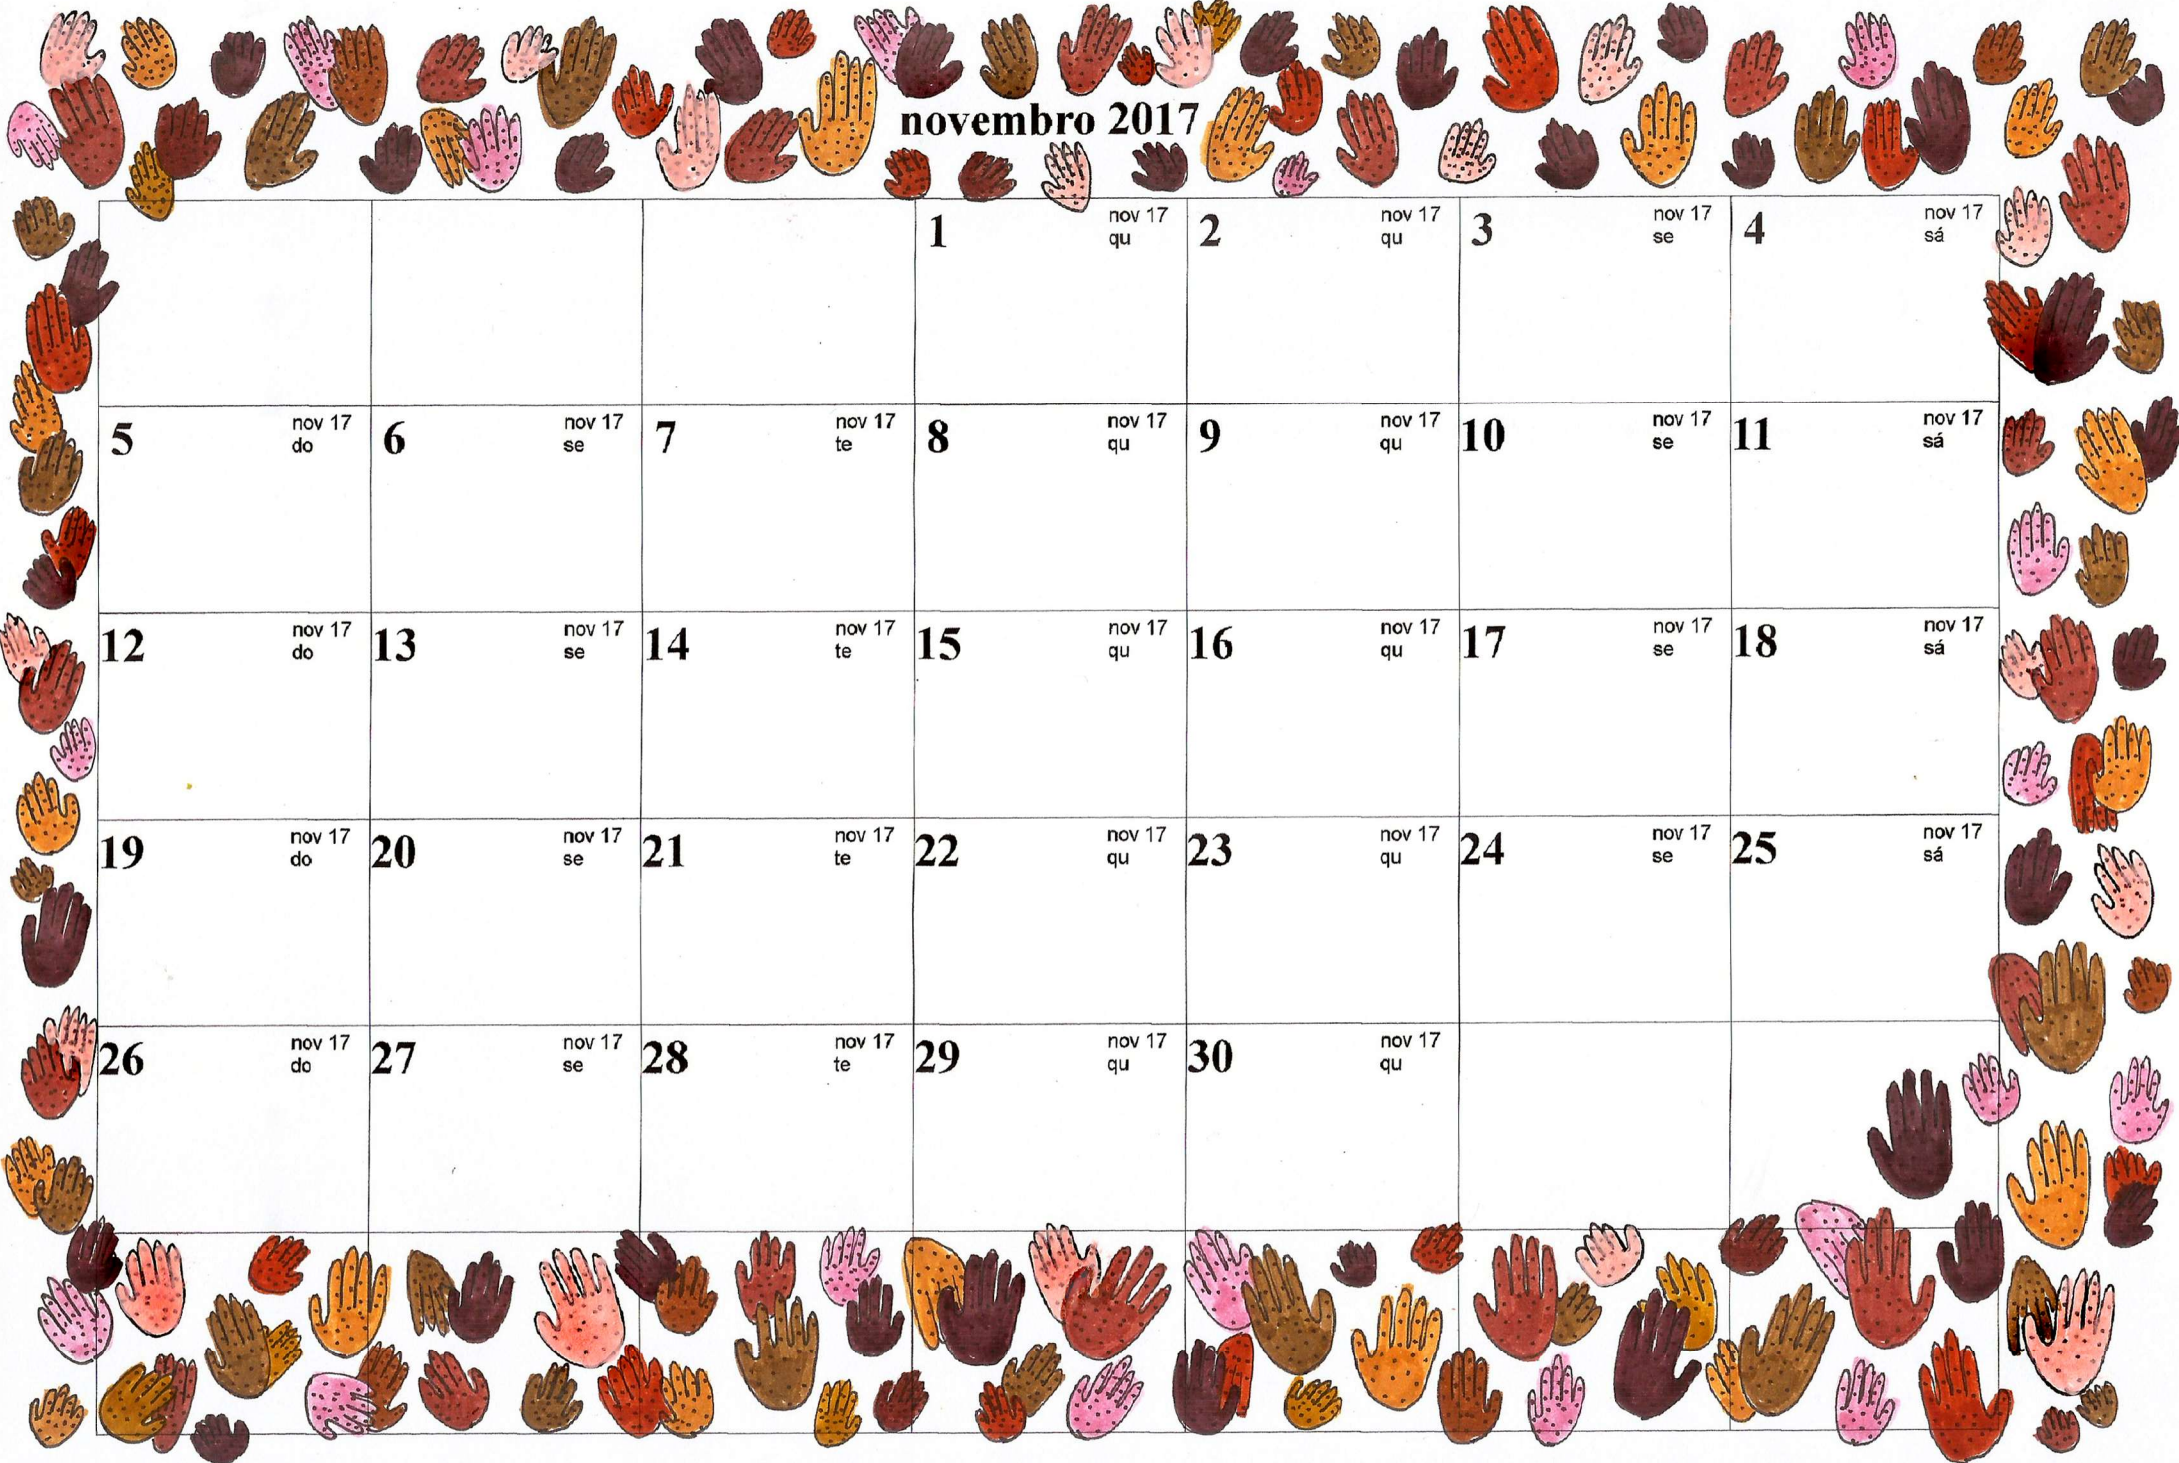 novembro 2017
1 nov 17
qu
2 nov 17
qu
3 nov 17
se
4 nov 17
sá
5 nov 17
do
6 nov 17
se
7 nov 17
te
8 nov 17
qu
9 nov 17
qu
10 nov 17
se
11 nov 17
sá
12 nov 17
do
13 nov 17
se
14 nov 17
te
15 nov 17
qu
16 nov 17
qu
17 nov 17
se
18 nov 17
sá
19 nov 17
do
20 nov 17
se
21 nov 17
te
22 nov 17
qu
23 nov 17
qu
24 nov 17
se
25 nov 17
sá
26 nov 17
do
27 nov 17
se
28 nov 17
te
29 nov 17
qu
30 nov 17
qu